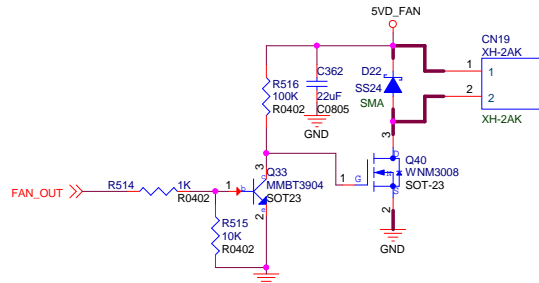 5VD_FAN
CN19
XH-2AK
1
1
2
2
XH-2AK
D22
SS24
SMA
C362
22uF
C0805
GND
R516
100K
R0402
3
Q33
MMBT3904
SOT23
c
b
e
1
2
FAN_OUT
R514
1K
R0402
R515
10K
R0402
3
D
Q40
WNM3008
SOT-23
1
G
S
2
GND